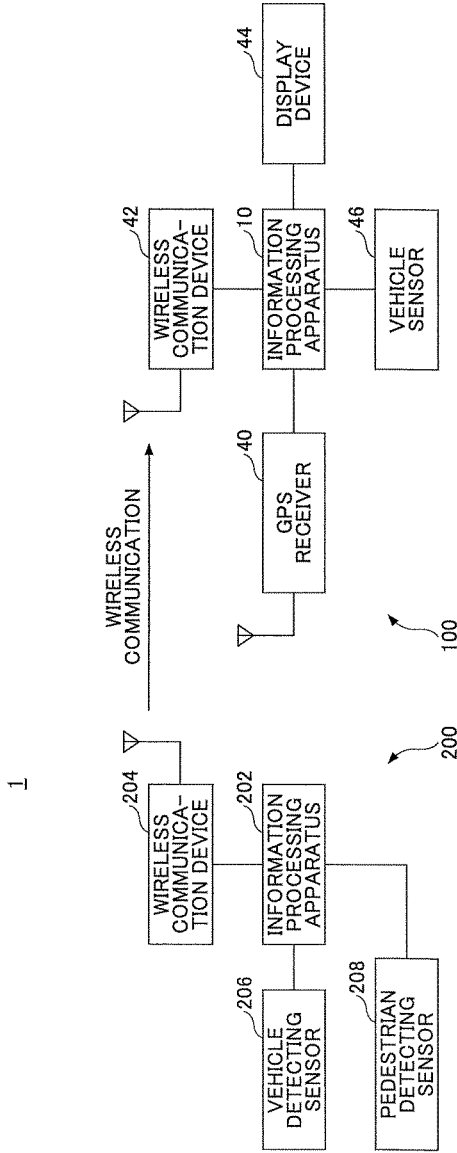 1
WIRELESS
COMMUNICATION
204
WIRELESS
COMMUNICA-
TION DEVICE
42
WIRELESS
COMMUNICA-
TION DEVICE
206
VEHICLE
DETECTING
SENSOR
202
INFORMATION
PROCESSING
APPARATUS
40
GPS
RECEIVER
10
INFORMATION
PROCESSING
APPARATUS
44
DISPLAY
DEVICE
208
PEDESTRIAN
DETECTING
SENSOR
46
VEHICLE
SENSOR
200
100